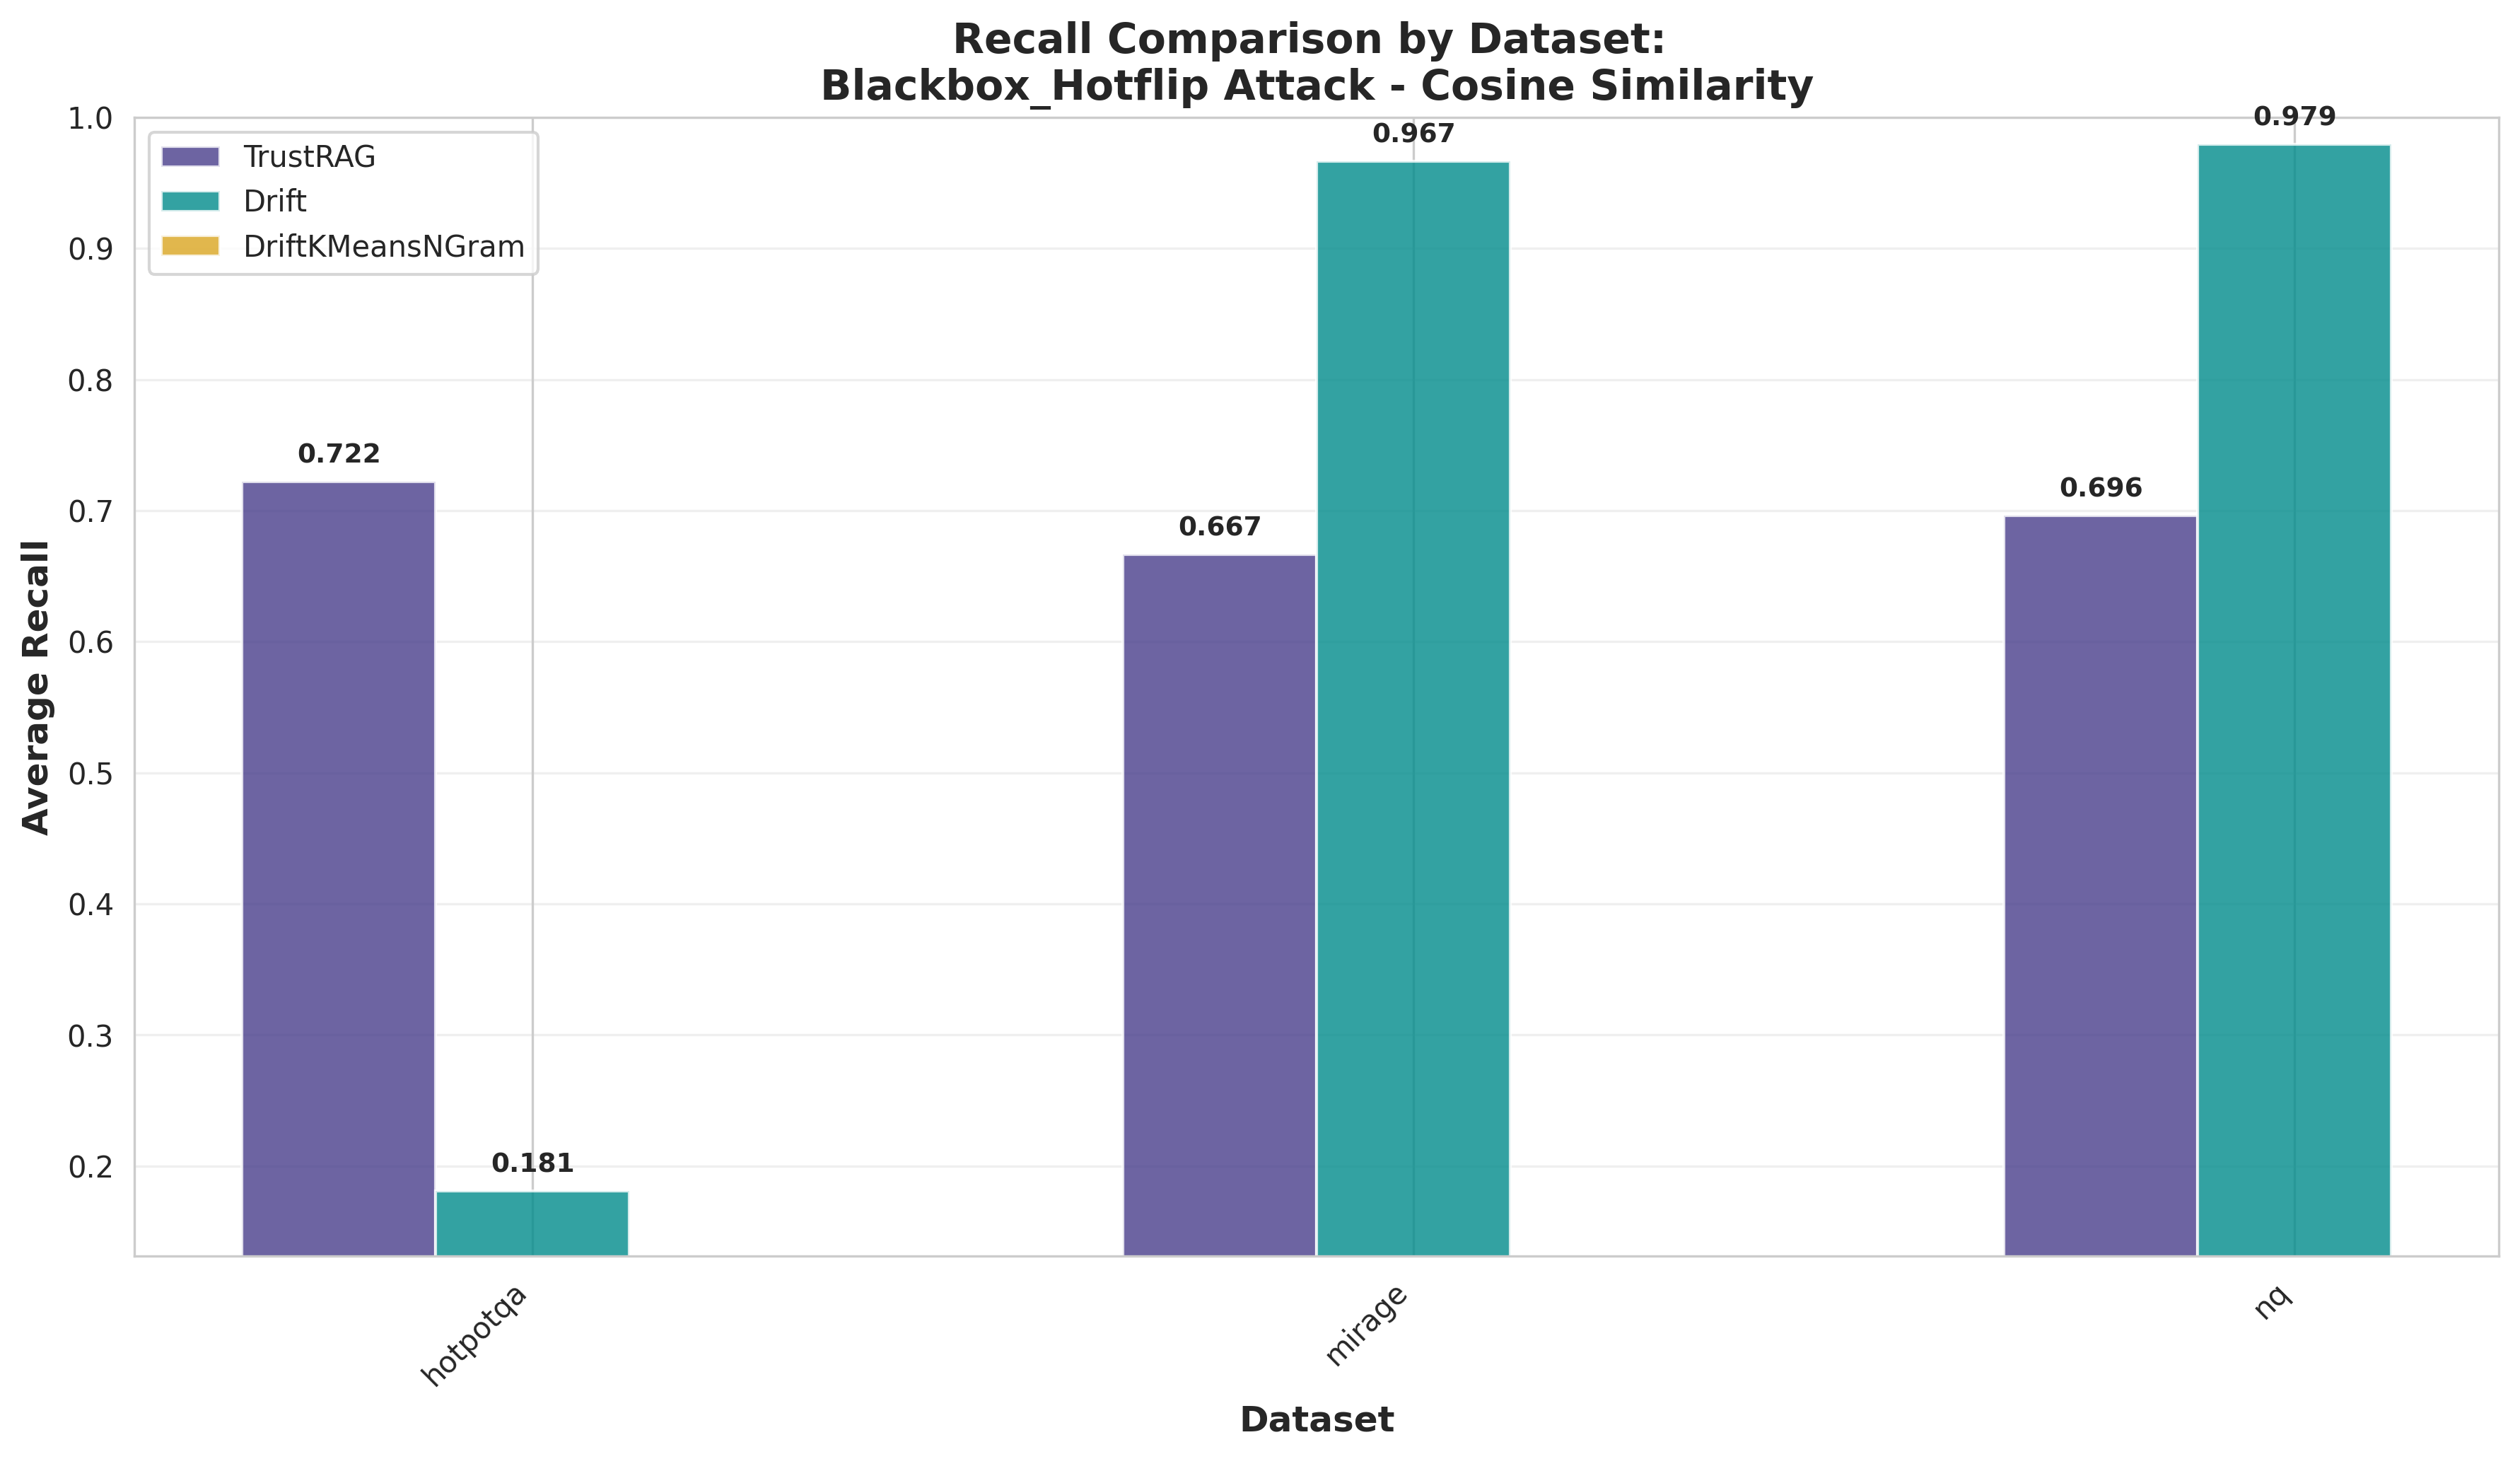 Recall Comparison by Dataset:
Blackbox_Hotflip Attack - Cosine Similarity
TrustRAG
Drift
DriftKMeansNGram
Average Recall
1.0
0.9
0.8
0.7
0.6
0.5
0.4
0.3
0.2
0.722
0.181
0.667
0.967
0.696
0.979
hotpotqa
mirage
nq
Dataset